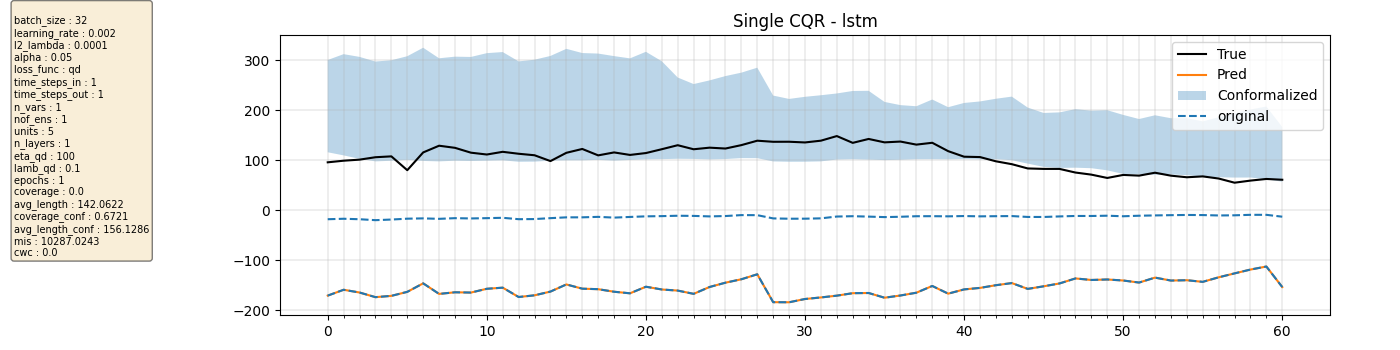 batch_size : 32
learning_rate : 0.002
l2_lambda : 0.0001
alpha : 0.05
loss_func : qd
time_steps_in : 1
time_steps_out : 1
n_vars : 1
nof_ens : 1
units : 5
n_layers : 1
eta_qd : 100
lamb_qd : 0.1
epochs : 1
coverage : 0.0
avg_length : 142.0622
coverage_conf : 0.6721
avg_length_conf : 156.1286
mis : 10287.0243
cwc : 0.0
Single CQR - lstm
300
200
100
0
−100
−200
0 10 20 30 40 50 60
True
Pred
Conformalized
original